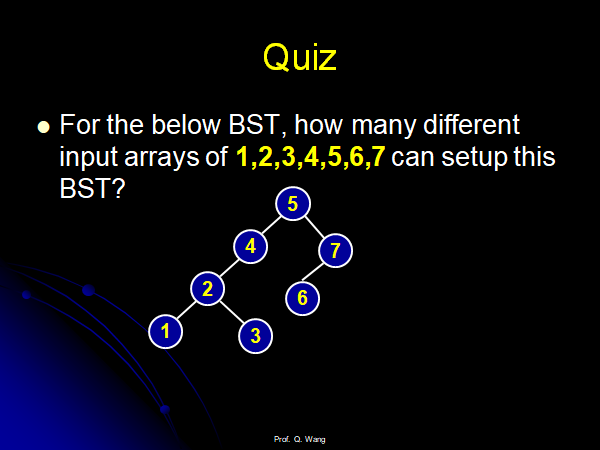 Quiz
For the below BST, how many different
input arrays of 1,2,3,4,5,6,7 can setup this
BST?
5
4
7
2
6
1
3
Prof. Q. Wang